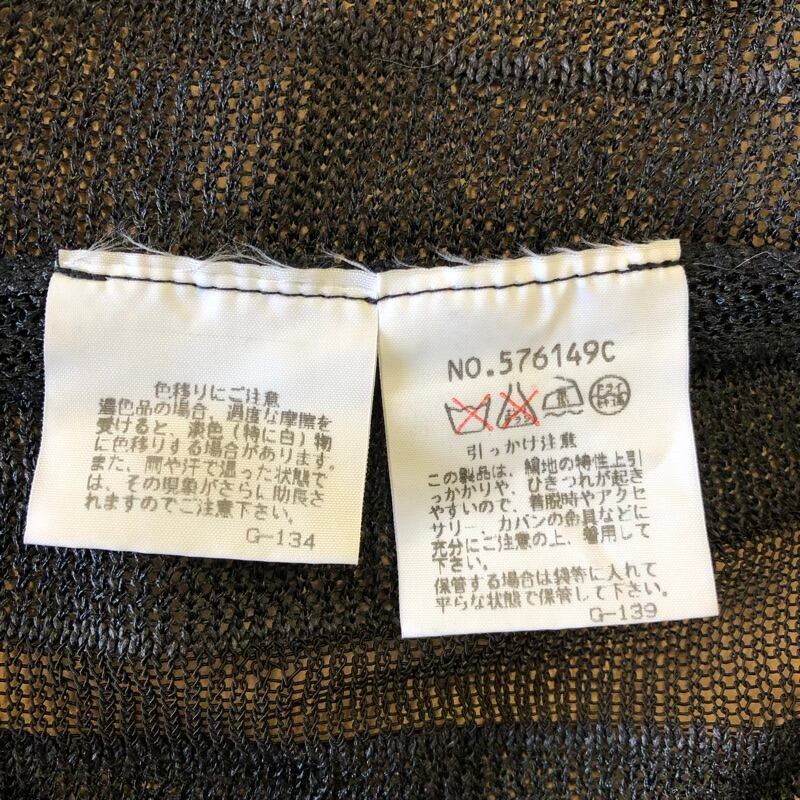 色移りにご注意
濃色品の場合、過度な摩擦を
受けると、淡色（特に白）物
に色移りする場合があります。
また、雨や汗で湿った状態で
は、その現象がさらに助長さ
れますのでご注意下さい。
G-134
NO.576149C
ドライ
引っかけ注意
この製品は、編地の特性上引
っかかりや、ひきつれが起き
やすいので、着脱時やアクセ
サリー、カバンの金具などに
充分にご注意の上、着用して
下さい。
保管する場合は袋等に入れて
平らな状態で保管して下さい。
G-139